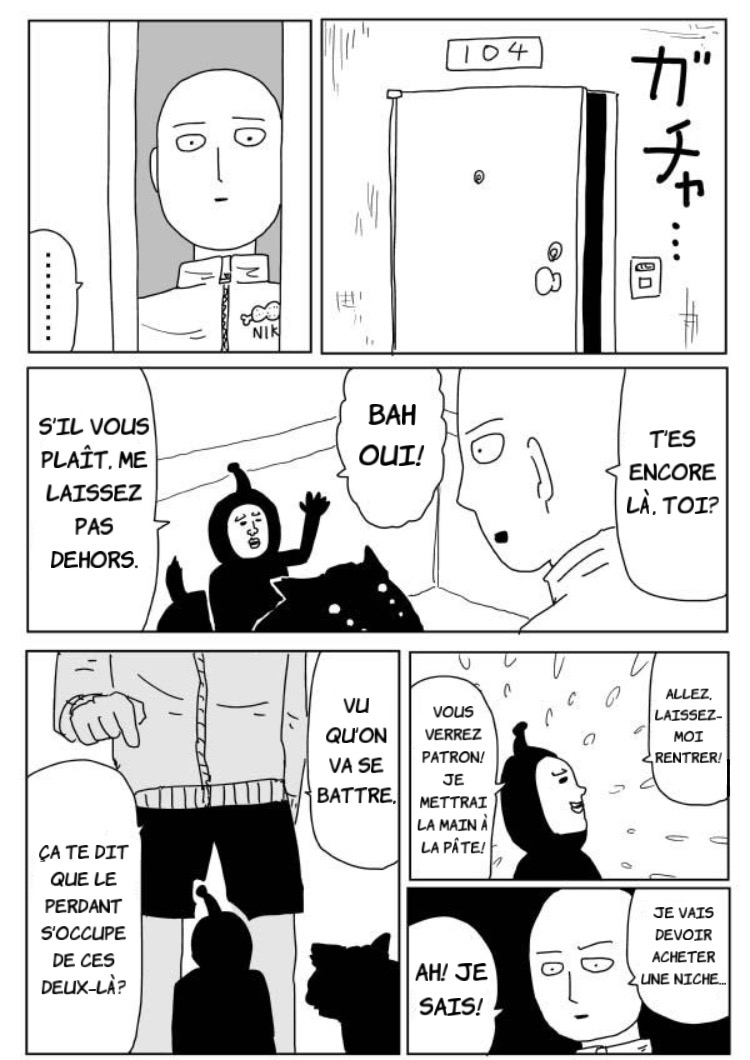 104
ガチャ…
………
NIK
T'ES
ENCORE
LÀ, TOI?
BAH
OUI!
S'IL VOUS
PLAÎT, ME
LAISSEZ
PAS
DEHORS.
ALLEZ,
LAISSEZ-
MOI
RENTRER!
VOUS
VERREZ
PATRON!
JE
METTRAI
LA MAIN À
LA PÂTE!
VU
QU'ON
VA SE
BATTRE,
ÇA TE DIT
QUE LE
PERDANT
S'OCCUPE
DE CES
DEUX-LÀ?
JE VAIS
DEVOIR
ACHETER
UNE NICHE...
AH! JE
SAIS!